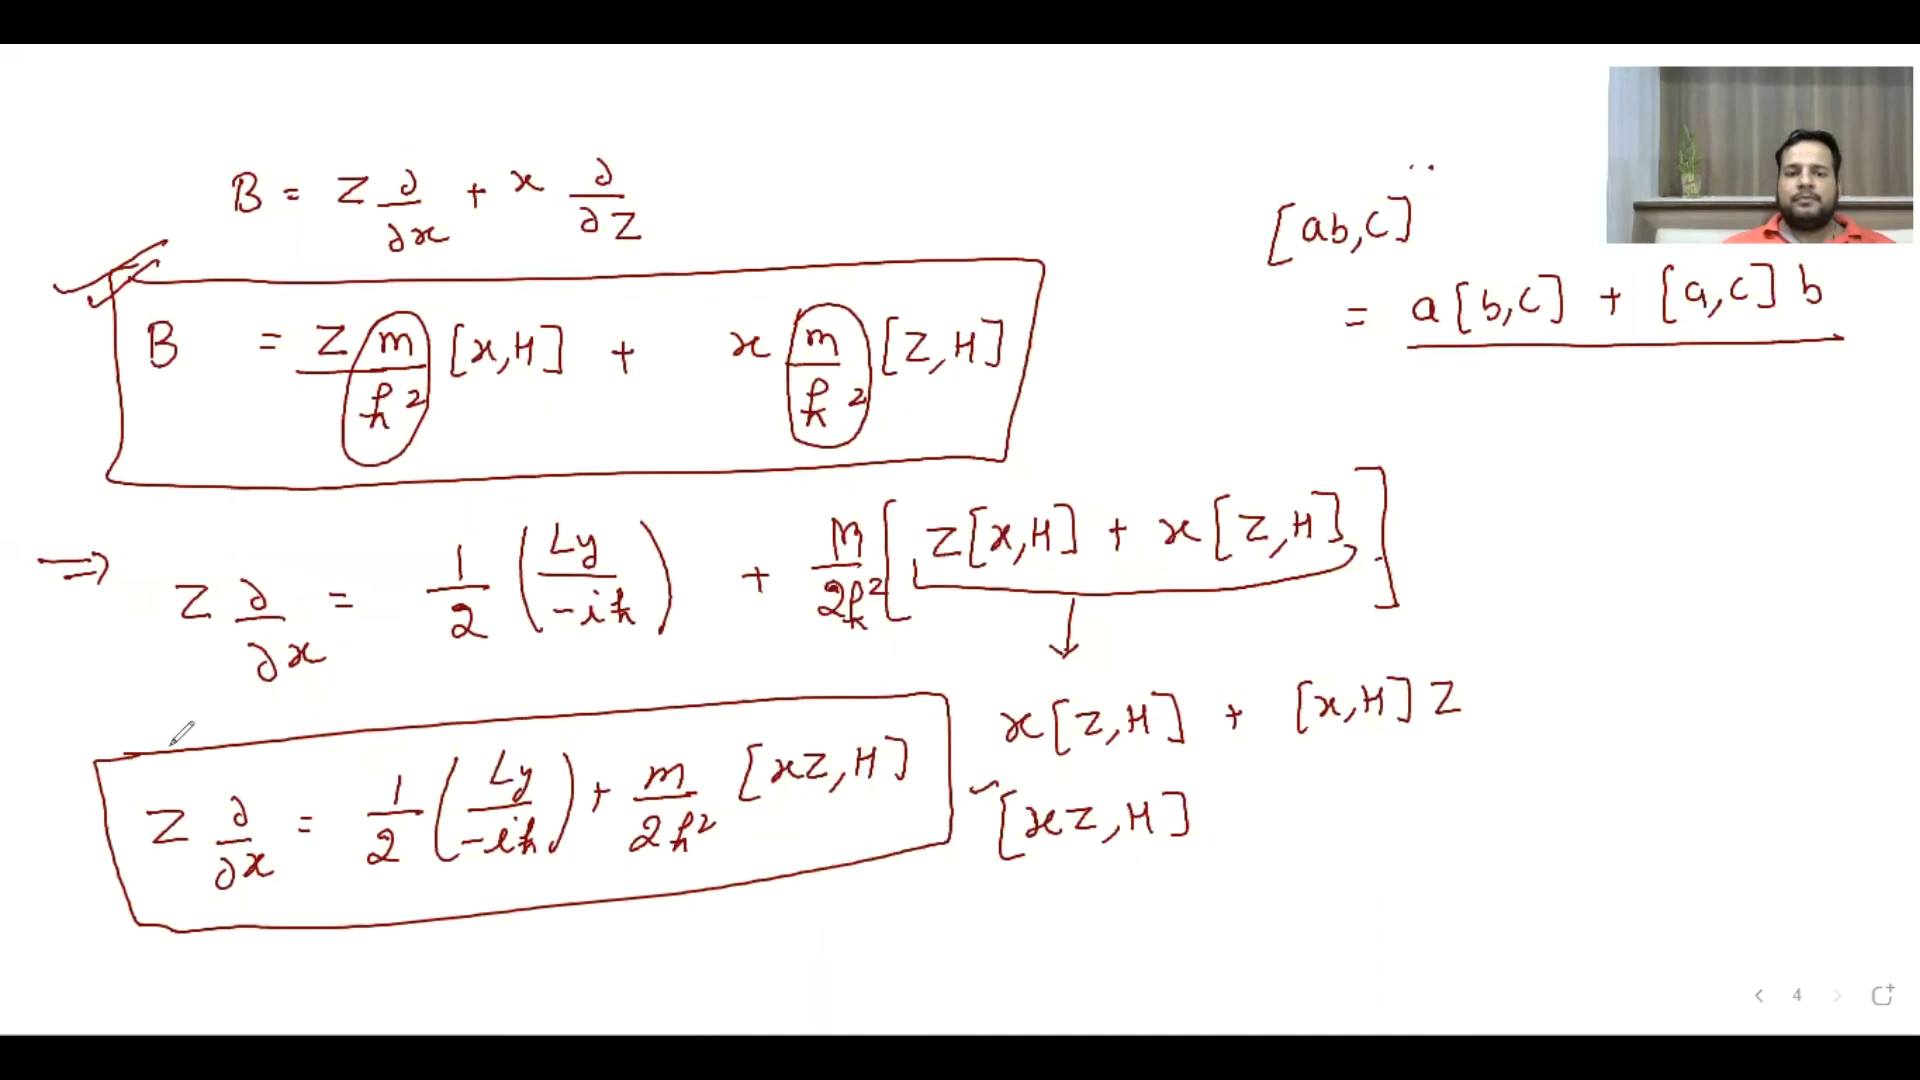 B = z ∂/∂x + x ∂/∂z
B = z m/ħ² [x,H] + x m/ħ² [z,H]
⇒ z ∂/∂x = 1/2 (Ly/-iħ) + m/2ħ² [z[x,H] + x[z,H]]
↓
x[z,H] + [x,H] z
[xz,H]
z ∂/∂x = 1/2 (Ly/-iħ) + m/2ħ² [xz,H]
[ab,c]
= a[b,c] + [a,c] b
< 4 >